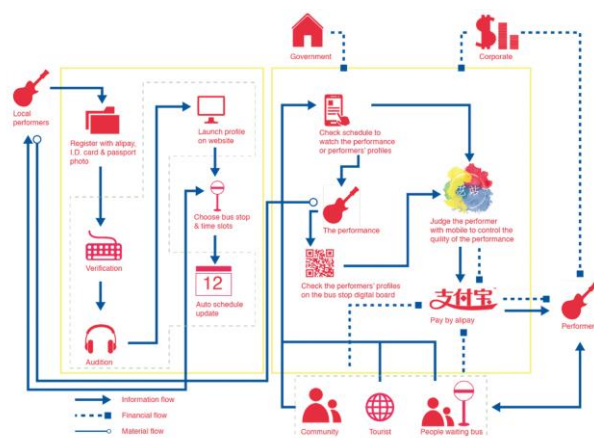 Government
Corporate
Local
performers
Register with alipay,
I.D. card & passport
photo
Launch profile
on website
Check schedule to
watch the performance
or performers' profiles
Choose bus stop
& time slots
The performance
Judge the performer
with mobile to control the
qulity of the performance
Verification
12
Auto schedule
update
Check the performers' profiles
on the bus stop digital board
支付宝
Pay by alipay
Performer
Audition
Information flow
Financial flow
Material flow
Community
Tourist
People waiting bus